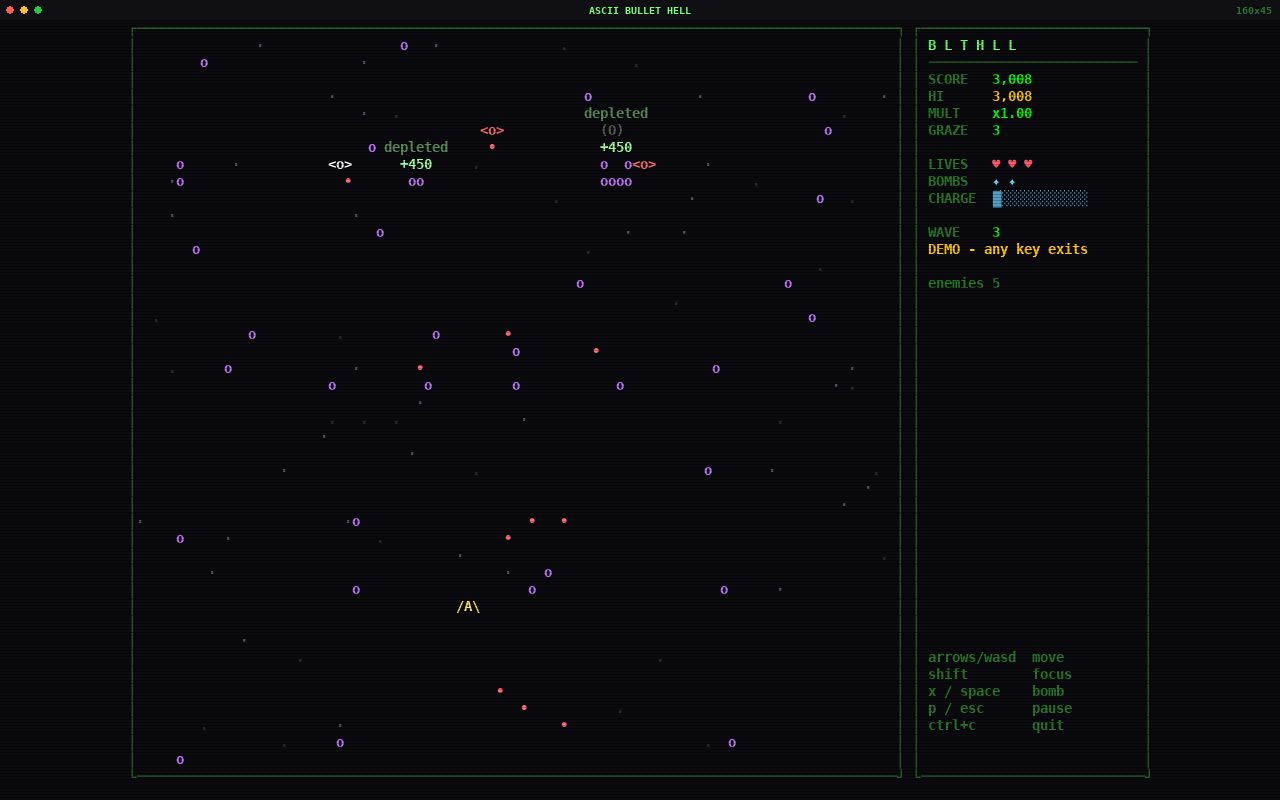 ASCII BULLET HELL
160x45
B L T H L L
SCORE 3,008
HI 3,008
MULT x1.00
GRAZE 3
LIVES ♥ ♥ ♥
BOMBS ✦ ✦
CHARGE
WAVE 3
DEMO - any key exits
enemies 5
depleted
(O)
+450
<o>
depleted
+450
<o>
<o>
/A\
arrows/wasd move
shift focus
x / space bomb
p / esc pause
ctrl+c quit